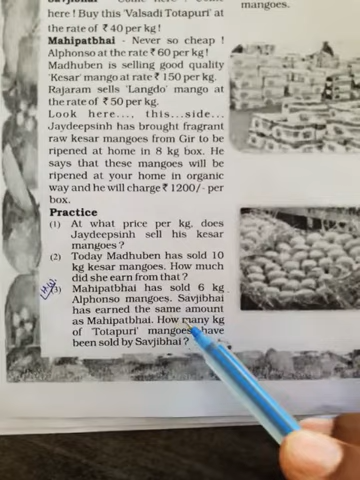 mangoes.
here ! Buy this 'Valsadi Totapuri' at
the rate of ₹ 40 per kg !
Mahipatbhai - Never so cheap !
Alphonso at the rate ₹ 60 per kg !
Madhuben is selling good quality
'Kesar' mango at rate ₹ 150 per kg.
Rajaram sells 'Langdo' mango at
the rate of ₹ 50 per kg.
Look here..., this...side...
Jaydeepsinh has brought fragrant
raw kesar mangoes from Gir to be
ripened at home in 8 kg box. He
says that these mangoes will be
ripened at your home in organic
way and he will charge ₹ 1200/- per
box.
Practice
(1) At what price per kg, does
Jaydeepsinh sell his kesar
mangoes ?
(2) Today Madhuben has sold 10
kg kesar mangoes. How much
did she earn from that ?
(3) Mahipatbhai has sold 6 kg
Alphonso mangoes. Savjibhai
has earned the same amount
as Mahipatbhai. How many kg
of 'Totapuri' mangoes have
been sold by Savjibhai ?